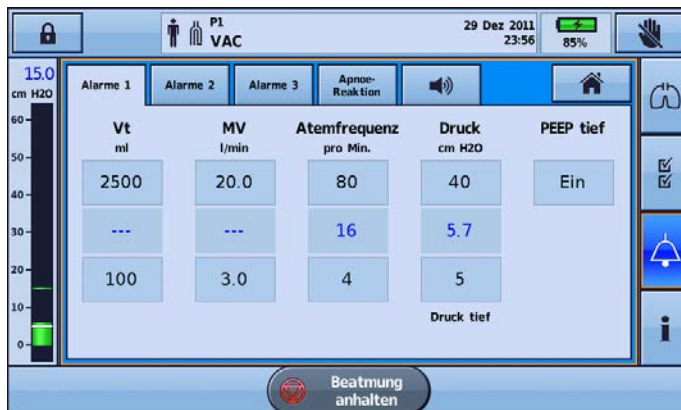 P1
VAC
29 Dez 2011
23:56
85%
15.0
cm H2O
60
50
40
30
20
10
0
Alarme 1
Alarme 2
Alarme 3
Apnoe-
Reaktion
Vt
ml
MV
l/min
Atemfrequenz
pro Min.
Druck
cm H2O
PEEP tief
2500
20.0
80
40
Ein
---
---
16
5.7
100
3.0
4
5
Druck tief
i
Beatmung
anhalten